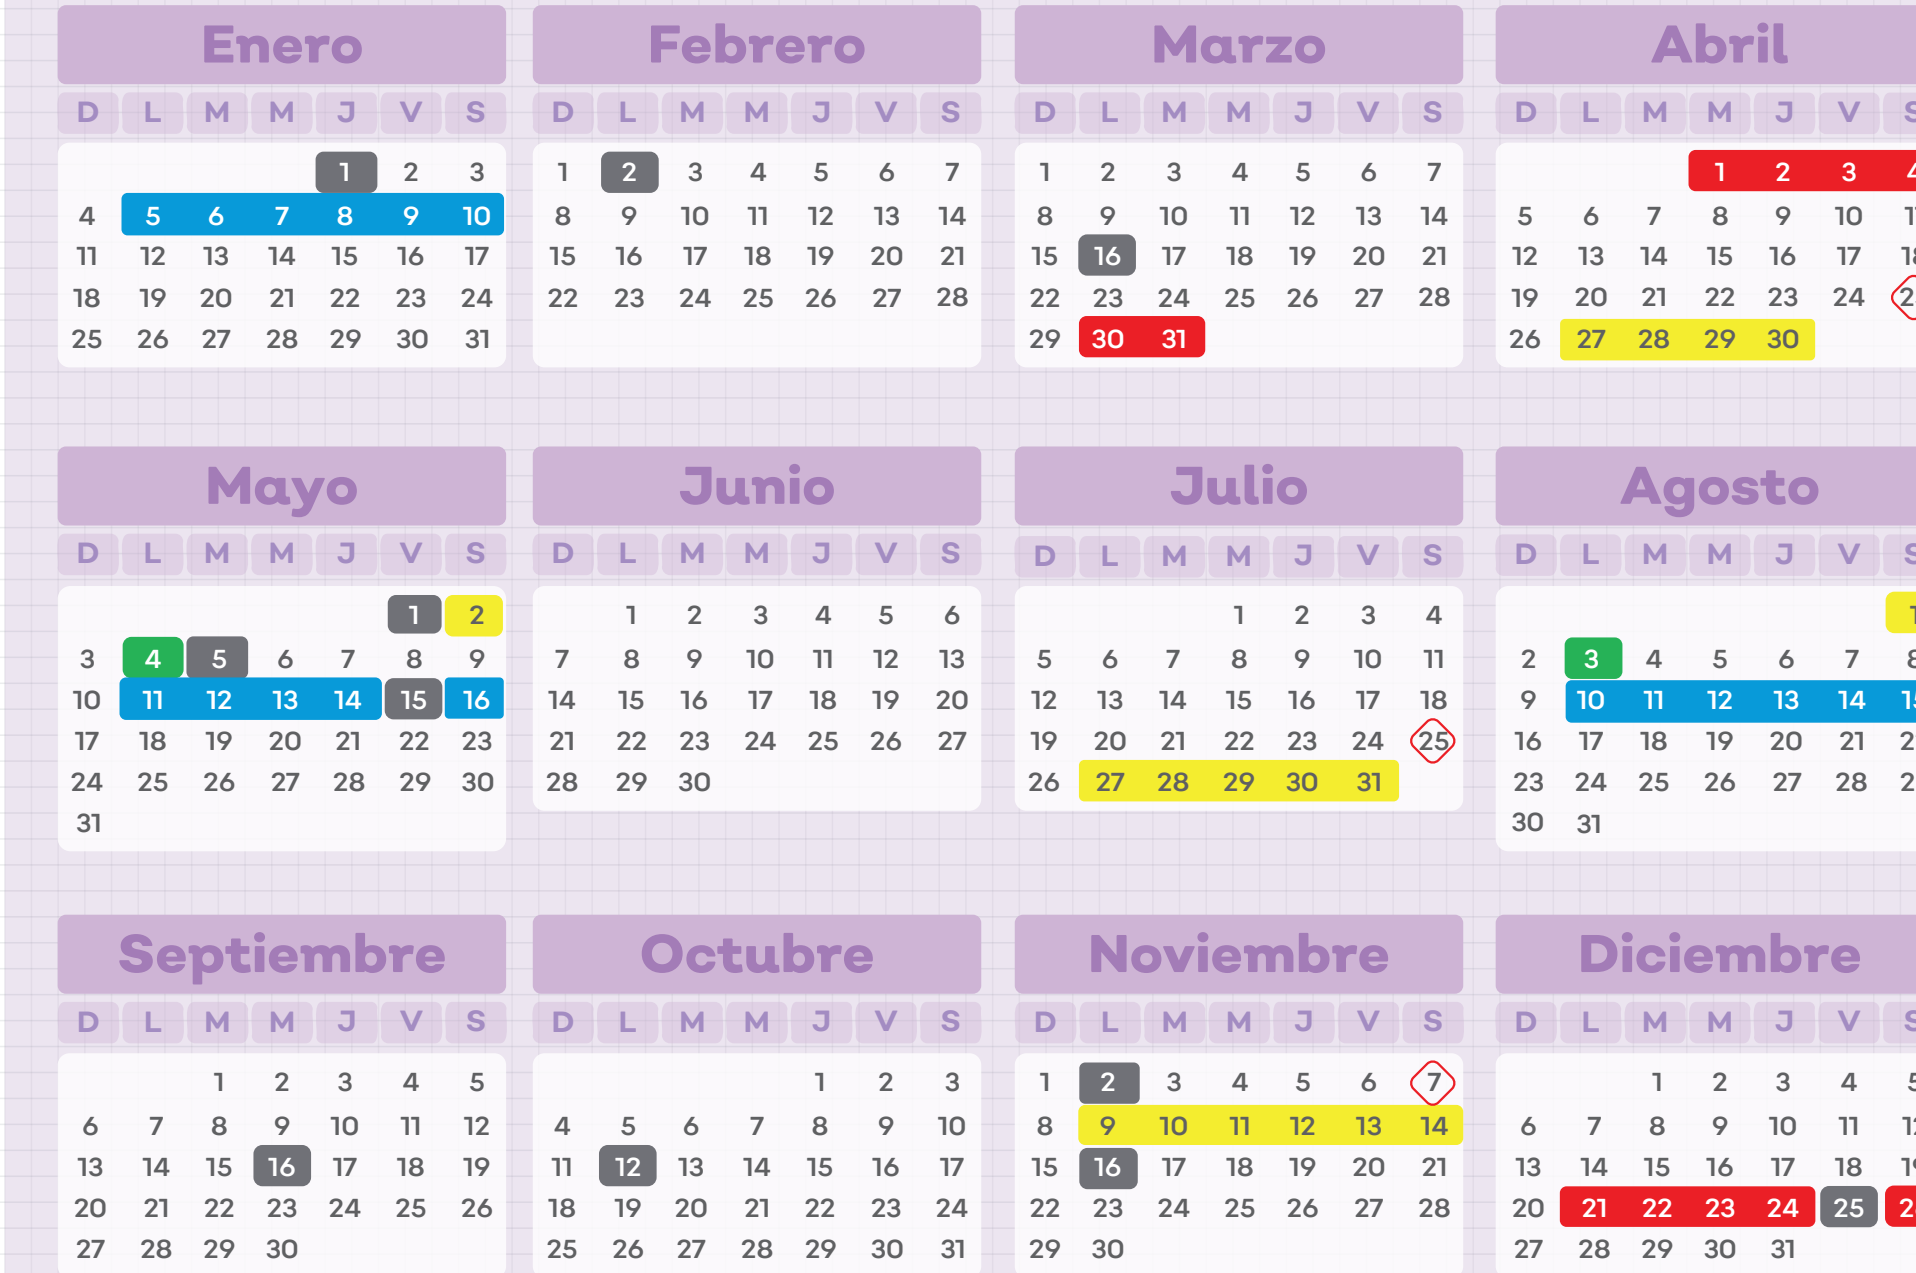 Enero
D L M M J V S
1 2 3
4 5 6 7 8 9 10
11 12 13 14 15 16 17
18 19 20 21 22 23 24
25 26 27 28 29 30 31
Febrero
D L M M J V S
1 2 3 4 5 6 7
8 9 10 11 12 13 14
15 16 17 18 19 20 21
22 23 24 25 26 27 28
Marzo
D L M M J V S
1 2 3 4 5 6 7
8 9 10 11 12 13 14
15 16 17 18 19 20 21
22 23 24 25 26 27 28
29 30 31
Abril
D L M M J V S
1 2 3 4
5 6 7 8 9 10
12 13 14 15 16 17
19 20 21 22 23 24
26 27 28 29 30
Mayo
D L M M J V S
1 2
3 4 5 6 7 8 9
10 11 12 13 14 15 16
17 18 19 20 21 22 23
24 25 26 27 28 29 30
31
Junio
D L M M J V S
1 2 3 4 5 6
7 8 9 10 11 12 13
14 15 16 17 18 19 20
21 22 23 24 25 26 27
28 29 30
Julio
D L M M J V S
1 2 3 4
5 6 7 8 9 10 11
12 13 14 15 16 17 18
19 20 21 22 23 24 25
26 27 28 29 30 31
Agosto
D L M M J V S
1
2 3 4 5 6 7 8
9 10 11 12 13 14 15
16 17 18 19 20 21
23 24 25 26 27 28
30 31
Septiembre
D L M M J V S
1 2 3 4 5
6 7 8 9 10 11 12
13 14 15 16 17 18 19
20 21 22 23 24 25 26
27 28 29 30
Octubre
D L M M J V S
1 2 3
4 5 6 7 8 9 10
11 12 13 14 15 16 17
18 19 20 21 22 23 24
25 26 27 28 29 30 31
Noviembre
D L M M J V S
1 2 3 4 5 6 7
8 9 10 11 12 13 14
15 16 17 18 19 20 21
22 23 24 25 26 27 28
29 30
Diciembre
D L M M J V S
1 2 3 4 5
6 7 8 9 10 11 12
13 14 15 16 17 18 19
20 21 22 23 24 25
27 28 29 30 31